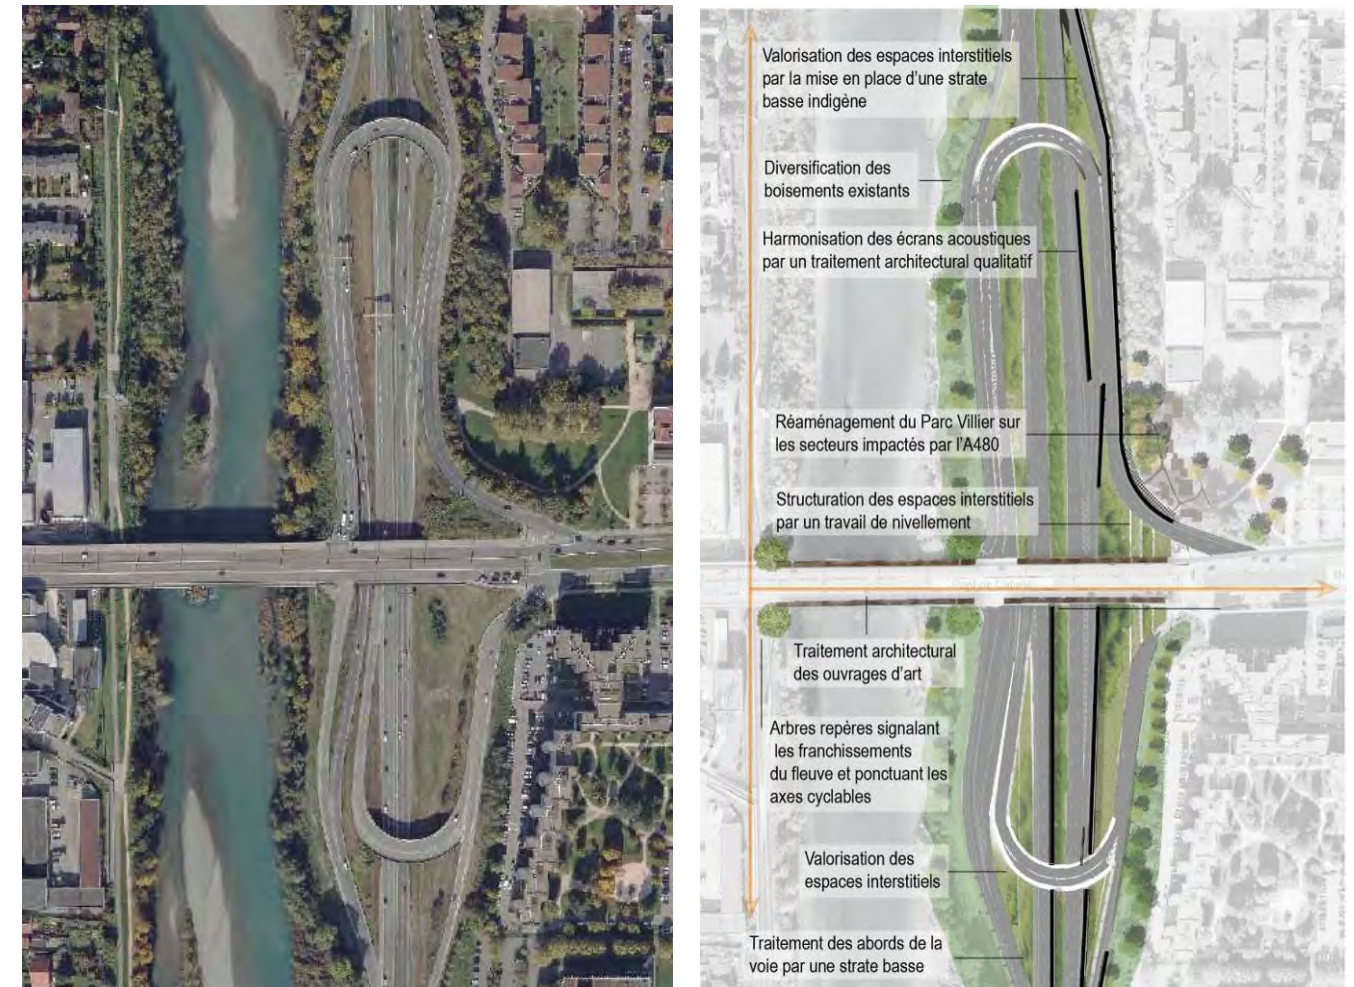 Valorisation des espaces interstitiels
par la mise en place d'une strate
basse indigène
Diversification des
boisements existants
Harmonisation des écrans acoustiques
par un traitement architectural qualitatif
Réaménagement du Parc Villier sur
les secteurs impactés par l'A480
Structuration des espaces interstitiels
par un travail de nivellement
Traitement architectural
des ouvrages d'art
Arbres repères signalant
les franchissements
du fleuve et ponctuant les
axes cyclables
Valorisation des
espaces interstitiels
Traitement des abords de la
voie par une strate basse